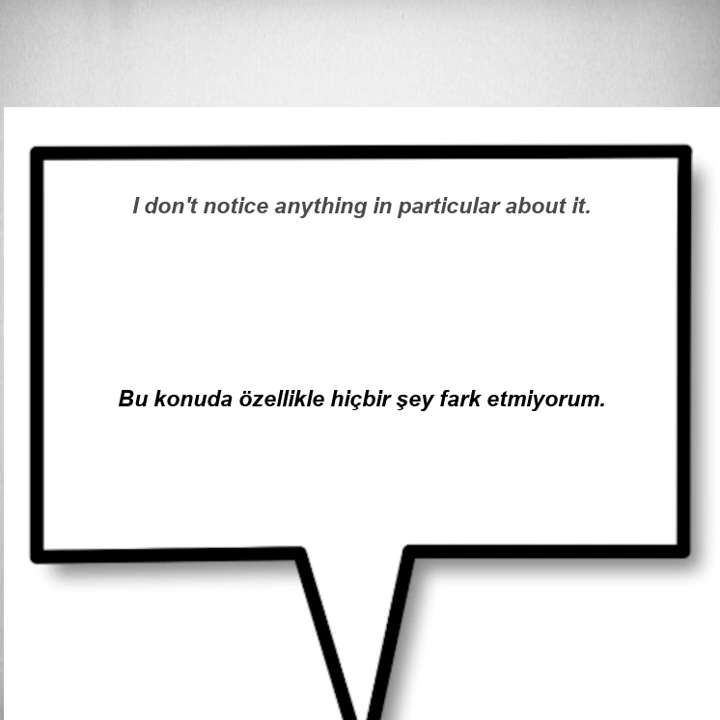 I don't notice anything in particular about it.
Bu konuda özellikle hiçbir şey fark etmiyorum.